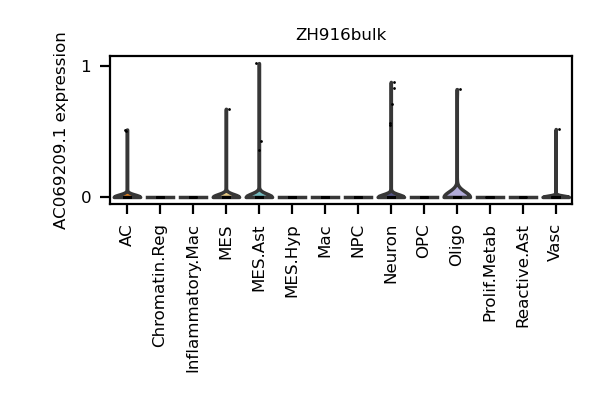 ZH916bulk
AC069209.1 expression
1
0
AC
Chromatin.Reg
Inflammatory.Mac
MES
MES.Ast
MES.Hyp
Mac
NPC
Neuron
OPC
Oligo
Prolif.Metab
Reactive.Ast
Vasc